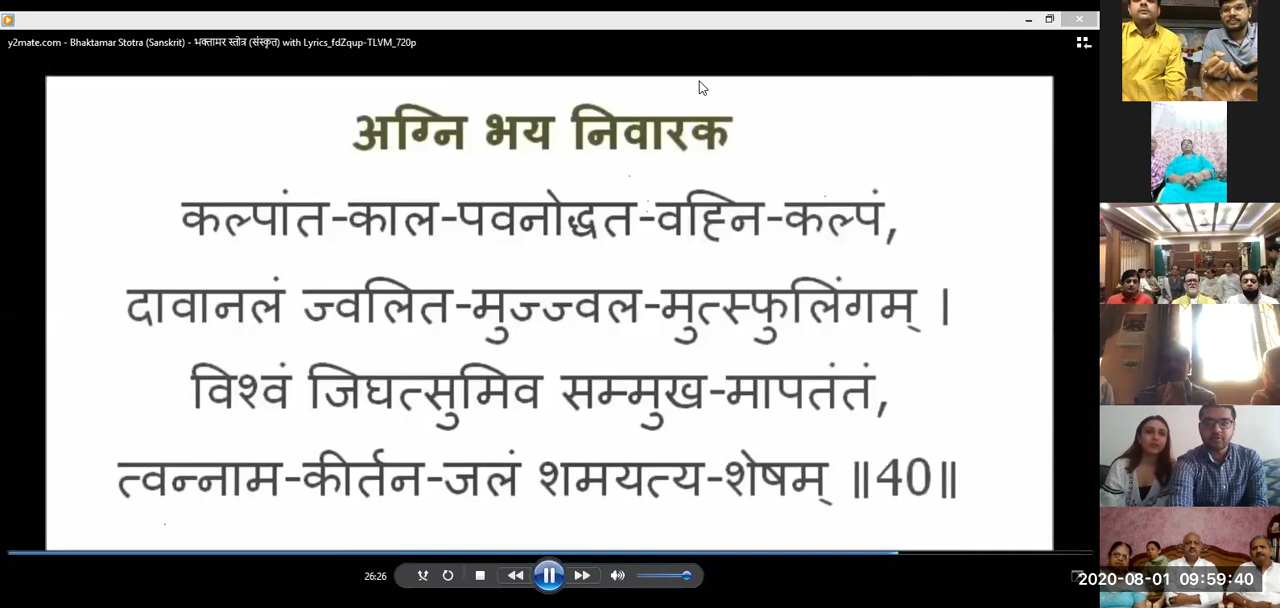 y2mate.com - Bhaktamar Stotra (Sanskrit) - भक्तामर स्तोत्र (संस्कृत) with Lyrics_fdZqup-TLVM_720p
अग्नि भय निवारक
कल्पांत-काल-पवनोद्धत-वह्नि-कल्पं,
दावानलं ज्वलित-मुज्ज्वल-मुत्स्फुलिंगम् ।
विश्वं जिघत्सुमिव सम्मुख-मापतंतं,
त्वन्नाम-कीर्तन-जलं शमयत्य-शेषम् ॥40॥
26:26
2020-08-01 09:59:40